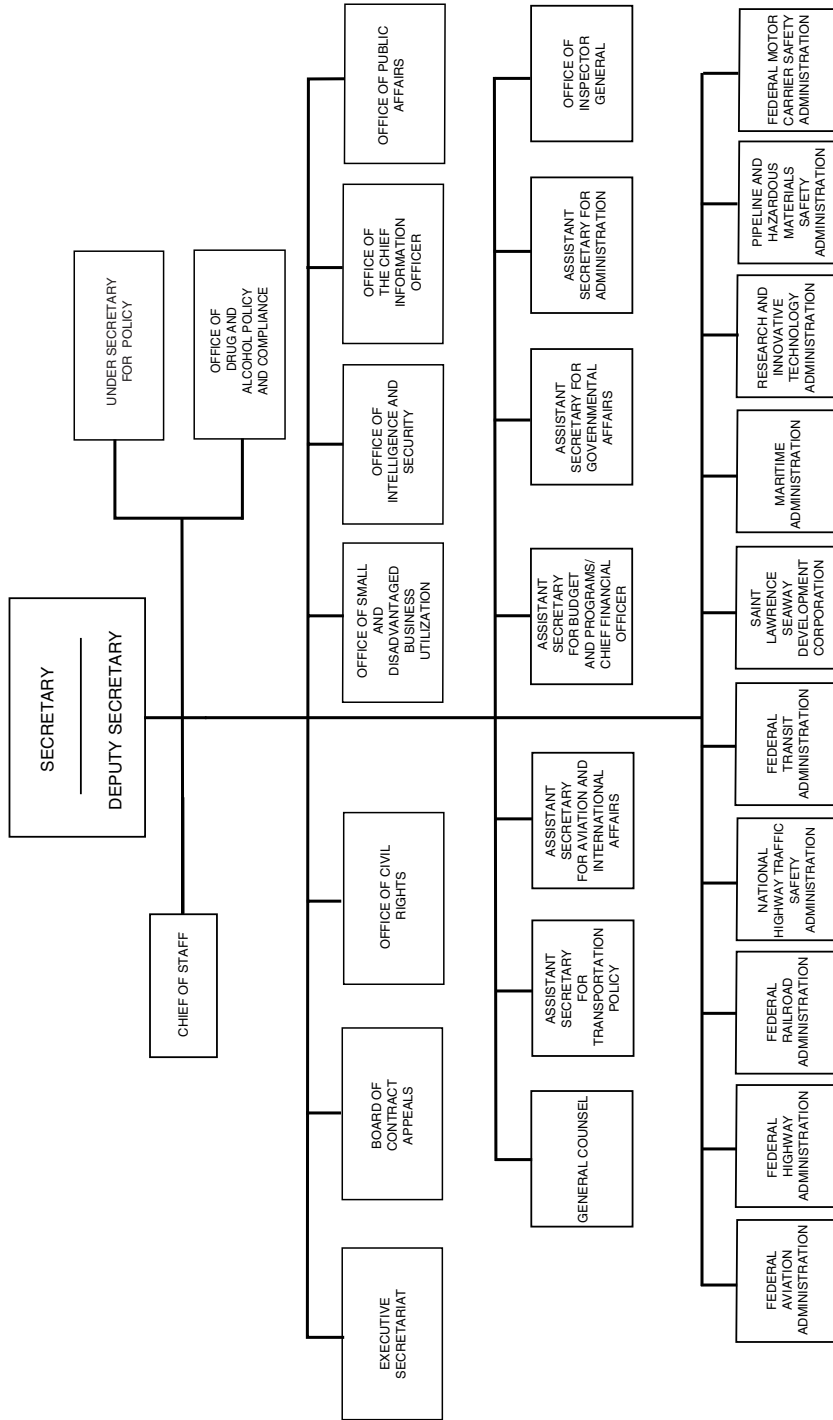 SECRETARY
DEPUTY SECRETARY
CHIEF OF STAFF
UNDER SECRETARY
FOR POLICY
OFFICE OF
DRUG AND
ALCOHOL POLICY
AND COMPLIANCE
EXECUTIVE
SECRETARIAT
BOARD OF
CONTRACT
APPEALS
OFFICE OF CIVIL
RIGHTS
OFFICE OF SMALL
AND
DISADVANTAGED
BUSINESS
UTILIZATION
OFFICE OF
INTELLIGENCE AND
SECURITY
OFFICE OF
THE CHIEF
INFORMATION
OFFICER
OFFICE OF PUBLIC
AFFAIRS
GENERAL COUNSEL
ASSISTANT
SECRETARY
FOR
TRANSPORTATION
POLICY
ASSISTANT
SECRETARY
FOR AVIATION AND
INTERNATIONAL
AFFAIRS
ASSISTANT
SECRETARY
FOR BUDGET
AND PROGRAMS/
CHIEF FINANCIAL
OFFICER
ASSISTANT
SECRETARY FOR
GOVERNMENTAL
AFFAIRS
ASSISTANT
SECRETARY FOR
ADMINISTRATION
OFFICE OF
INSPECTOR
GENERAL
FEDERAL
AVIATION
ADMINISTRATION
FEDERAL
HIGHWAY
ADMINISTRATION
FEDERAL
RAILROAD
ADMINISTRATION
NATIONAL
HIGHWAY TRAFFIC
SAFETY
ADMINISTRATION
FEDERAL
TRANSIT
ADMINISTRATION
SAINT
LAWRENCE
SEAWAY
DEVELOPMENT
CORPORATION
MARITIME
ADMINISTRATION
RESEARCH AND
INNOVATIVE
TECHNOLOGY
ADMINISTRATION
PIPELINE AND
HAZARDOUS
MATERIALS
SAFETY
ADMINISTRATION
FEDERAL MOTOR
CARRIER SAFETY
ADMINISTRATION